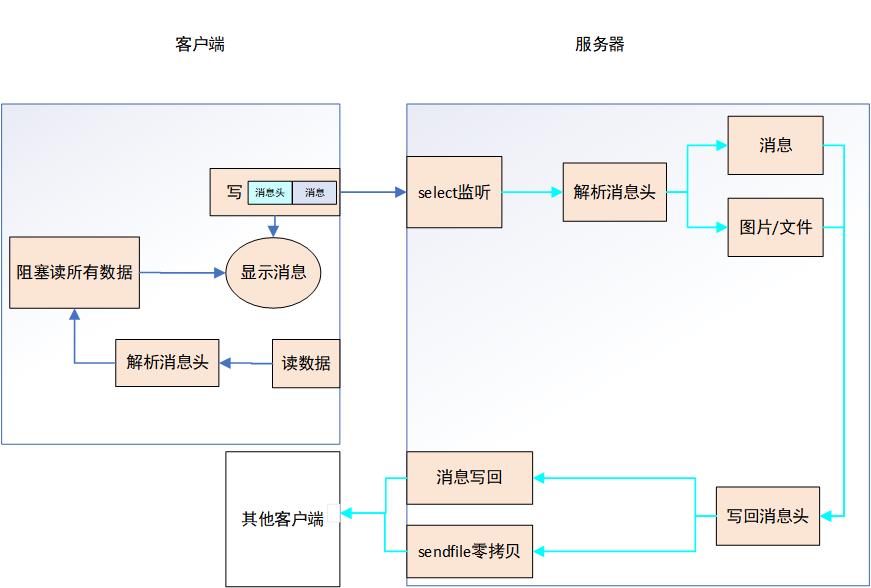 客户端
服务器
写
消息头
消息
select监听
解析消息头
消息
图片/文件
阻塞读所有数据
显示消息
解析消息头
读数据
消息写回
其他客户端
sendfile零拷贝
写回消息头